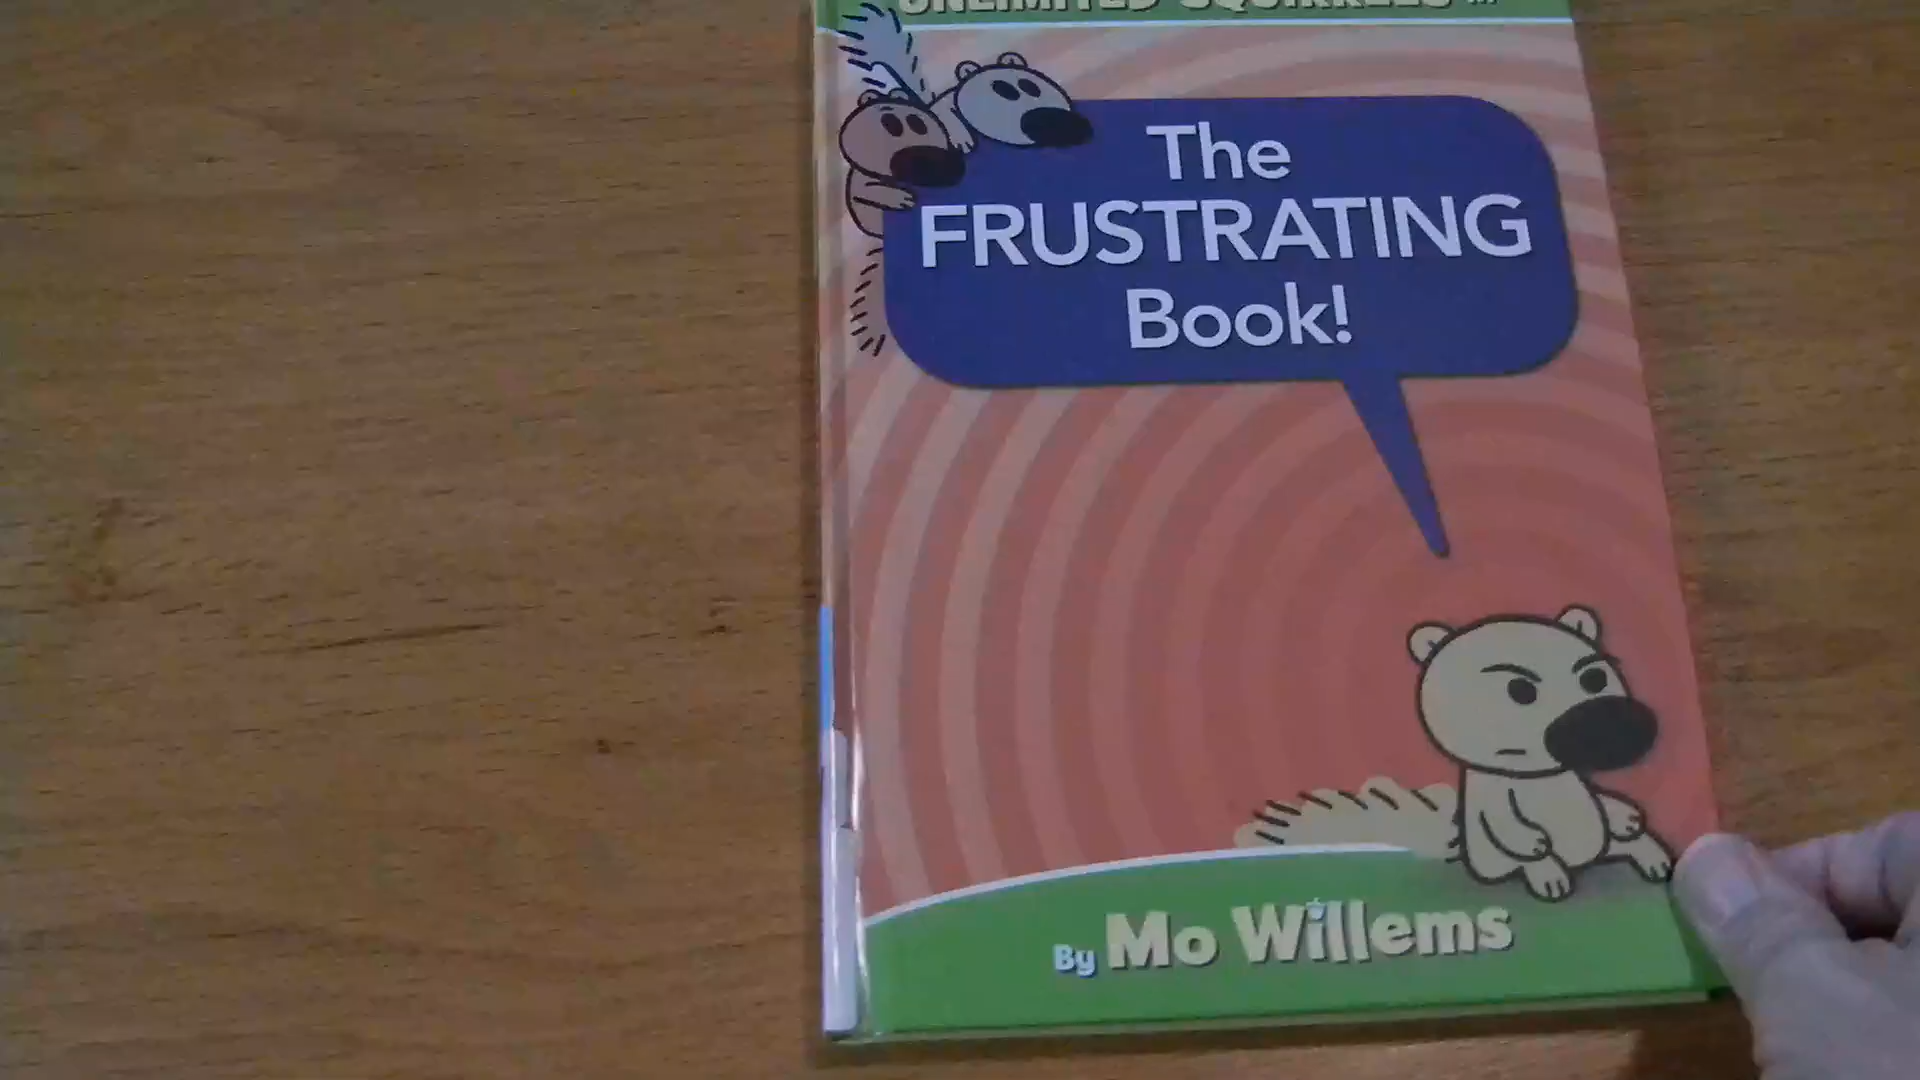 UNLIMITED SQUIRRELS in
The
FRUSTRATING
Book!
By Mo Willems